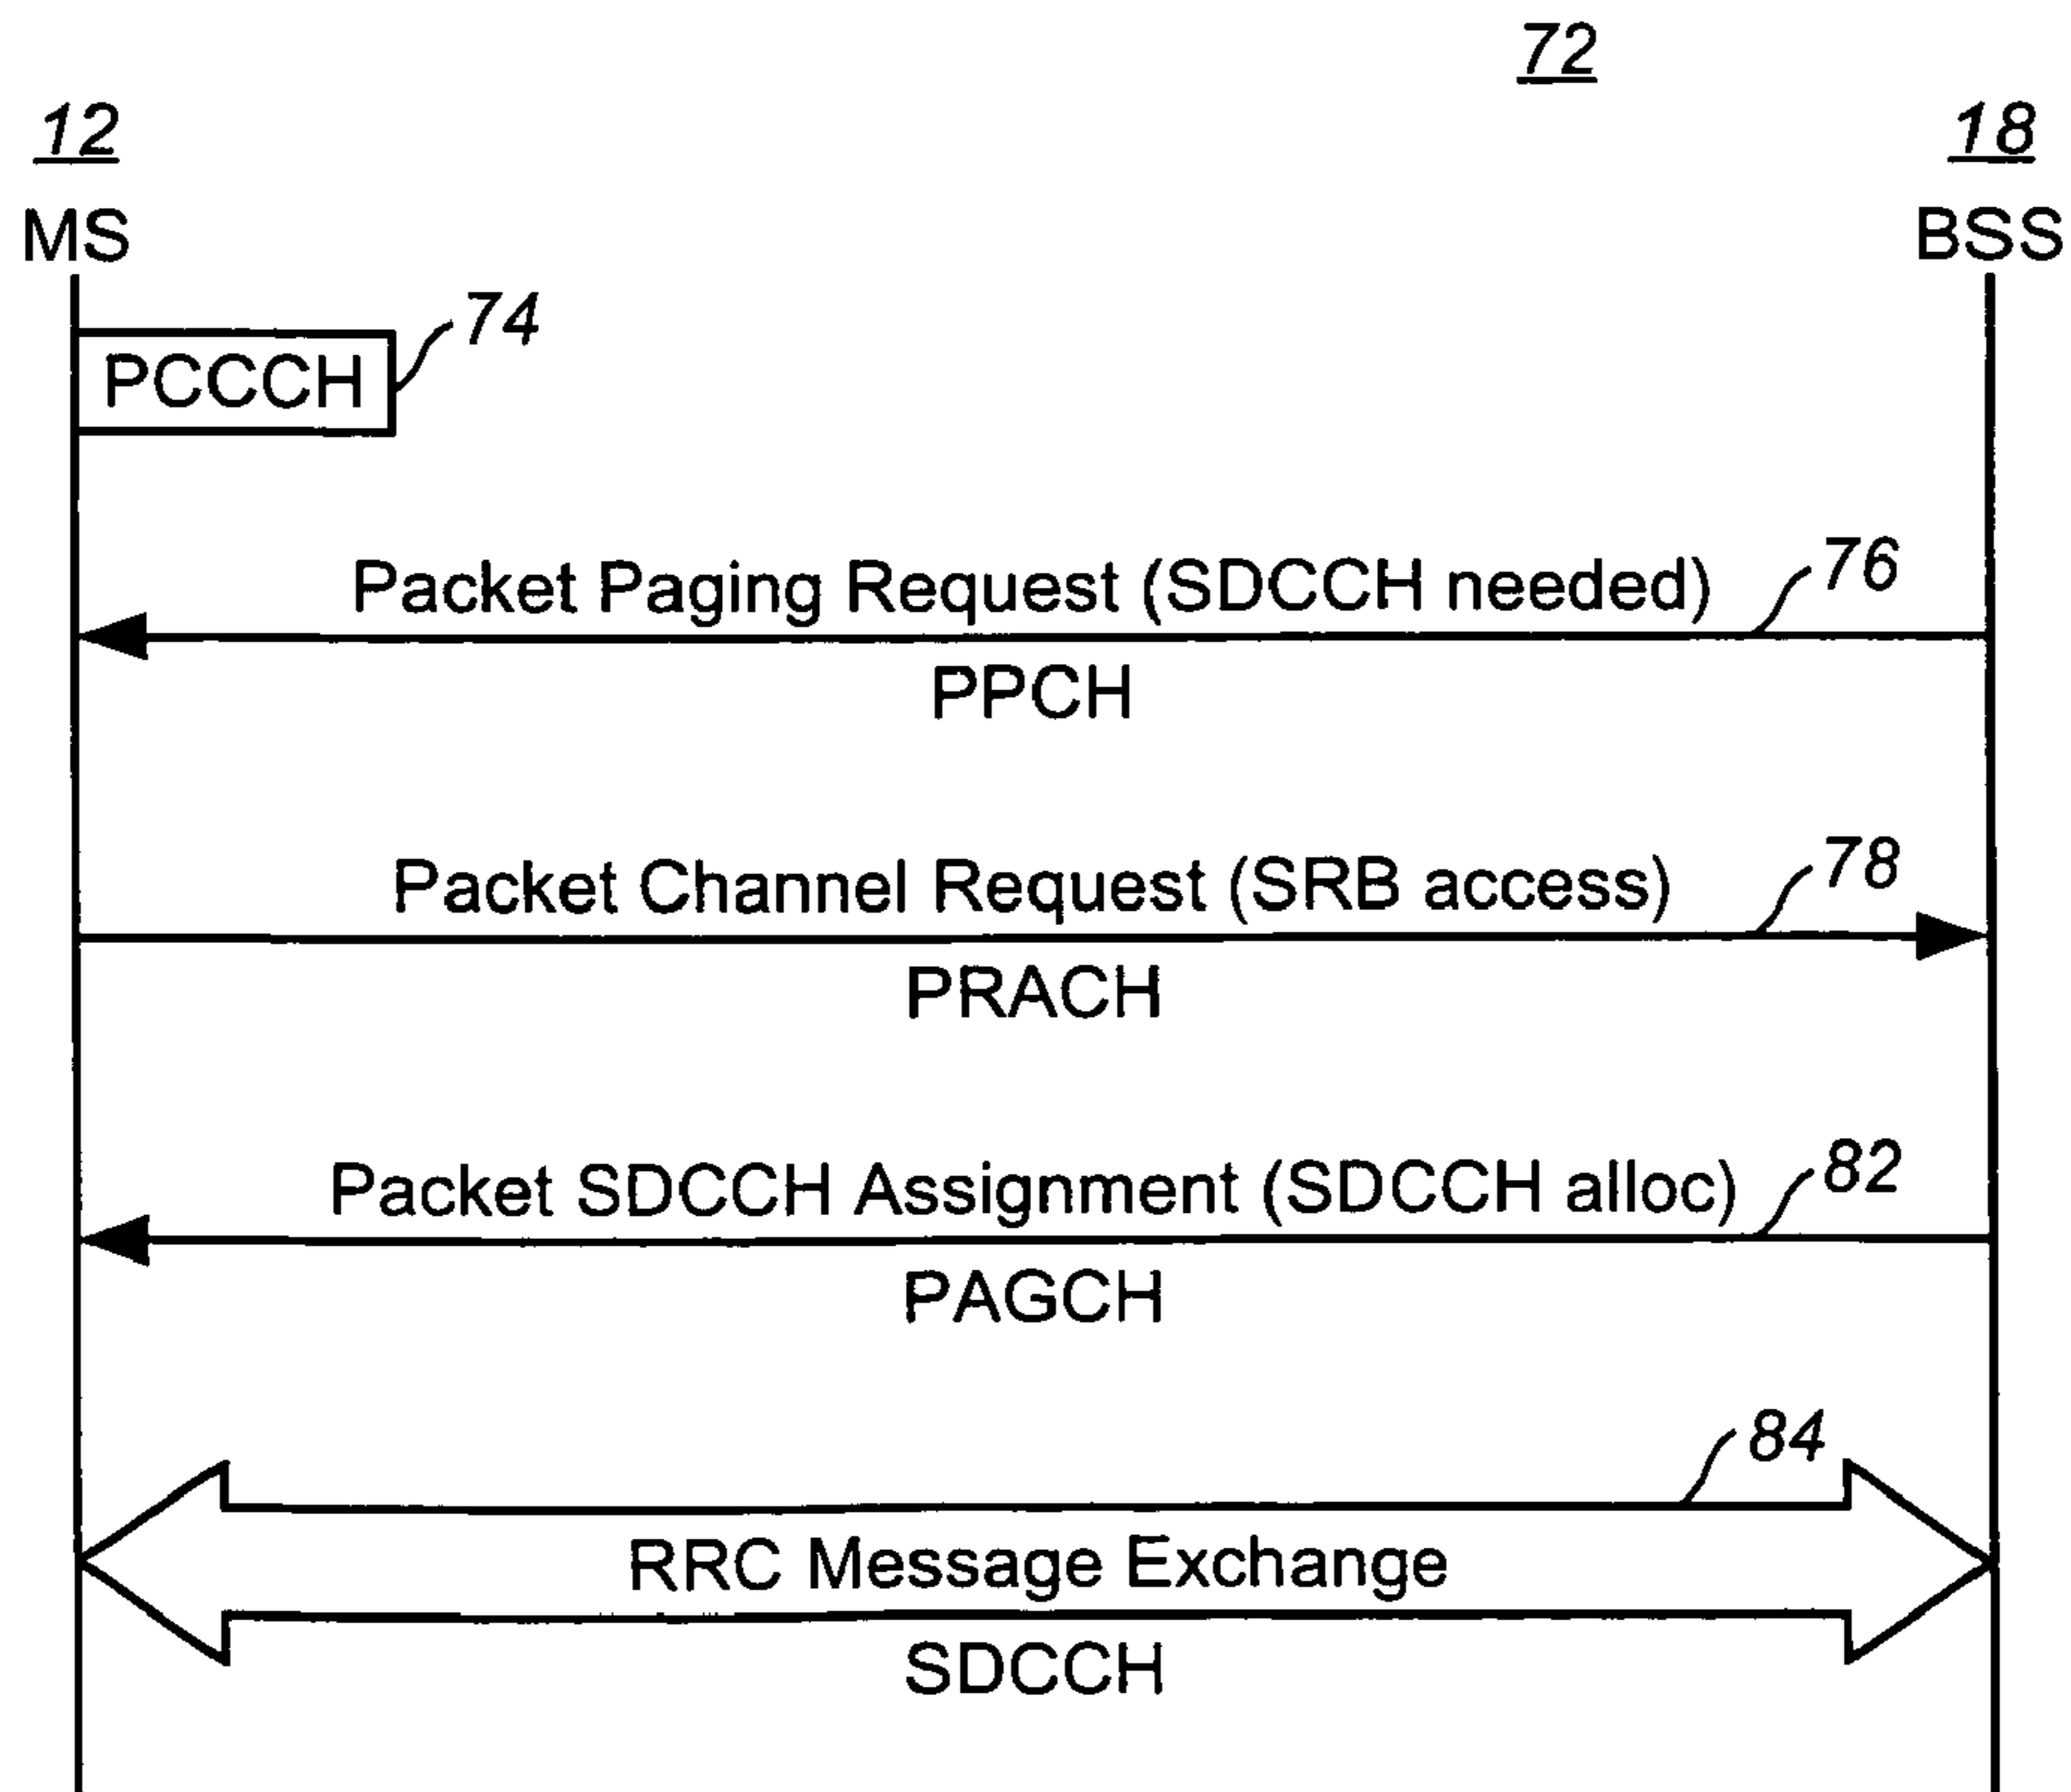 72
12
18
MS
BSS
74
PCCCH
Packet Paging Request (SDCCH needed)
76
PPCH
Packet Channel Request (SRB access)
78
PRACH
Packet SDCCH Assignment (SDCCH alloc)
82
PAGCH
84
RRC Message Exchange
SDCCH